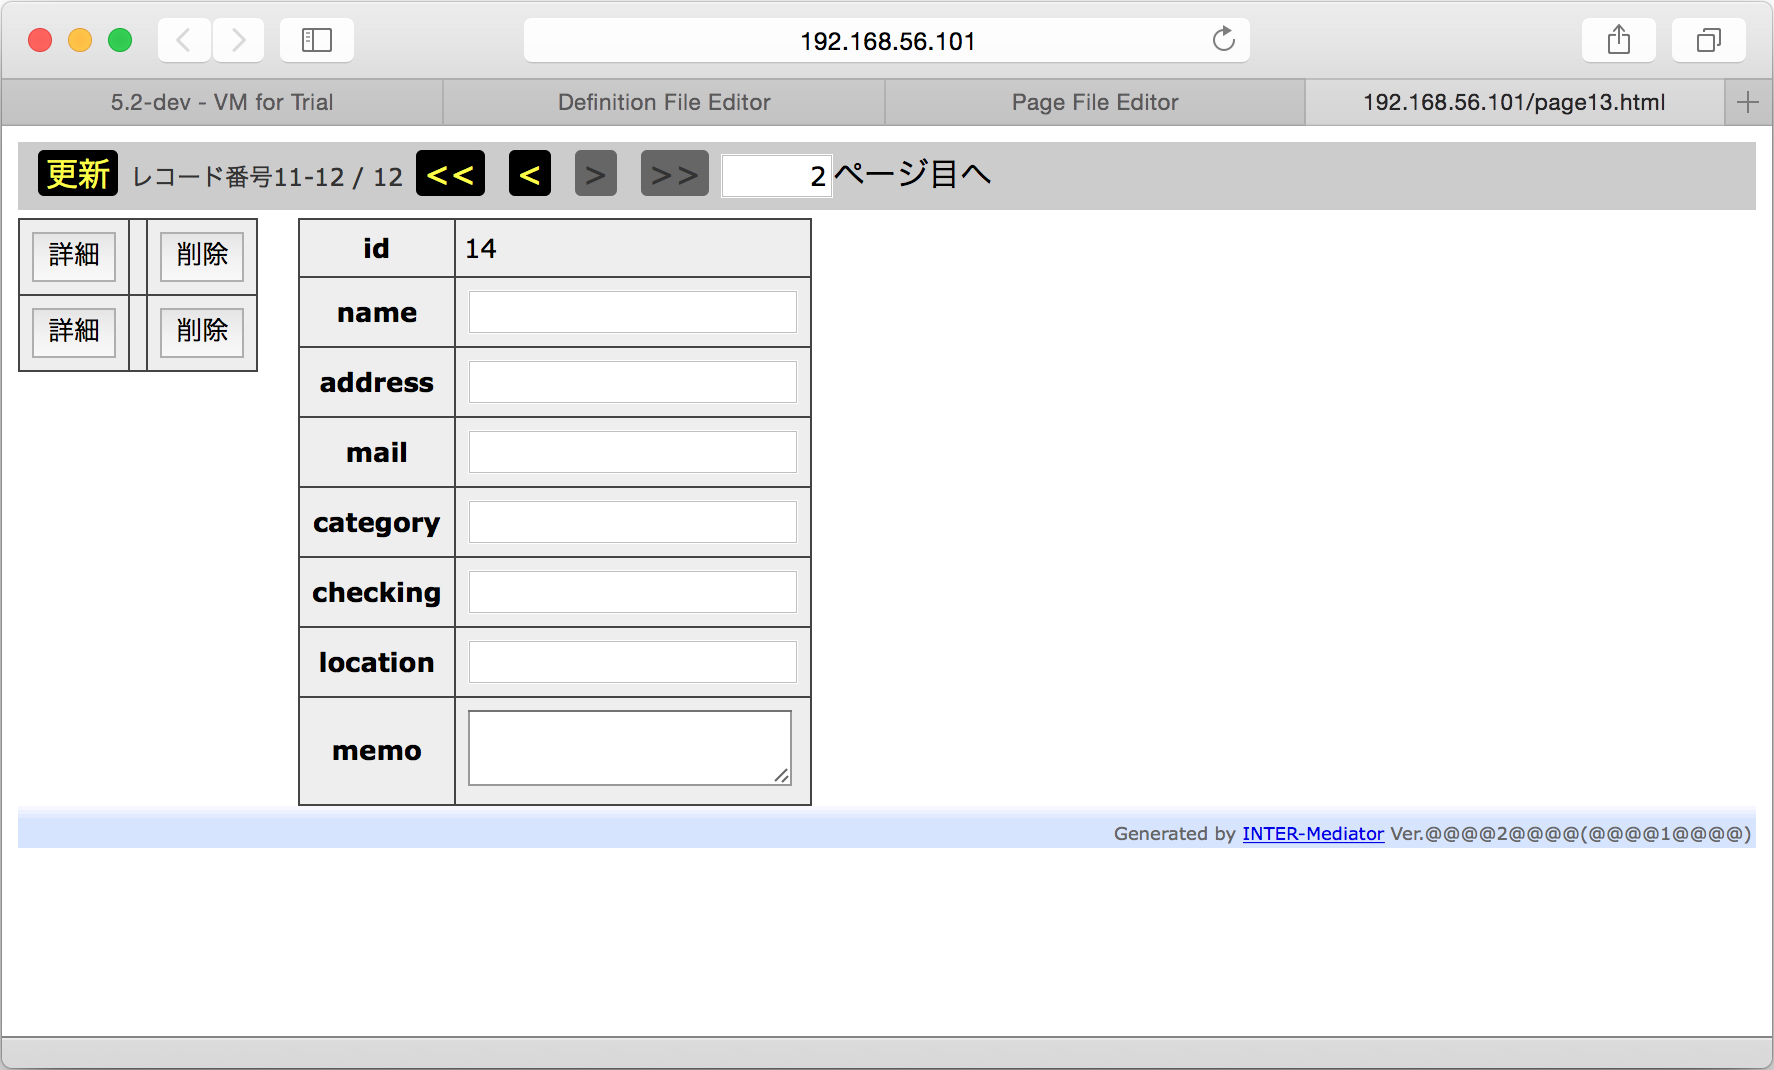 192.168.56.101
5.2-dev - VM for Trial Definition File Editor Page File Editor 192.168.56.101/page13.html
更新 レコード番号11-12 / 12 << < > >> 2 ページ目へ
詳細 削除
詳細 削除
id 14
name
address
mail
category
checking
location
memo
Generated by INTER-Mediator Ver.@@@@2@@@@(@@@@1@@@@)